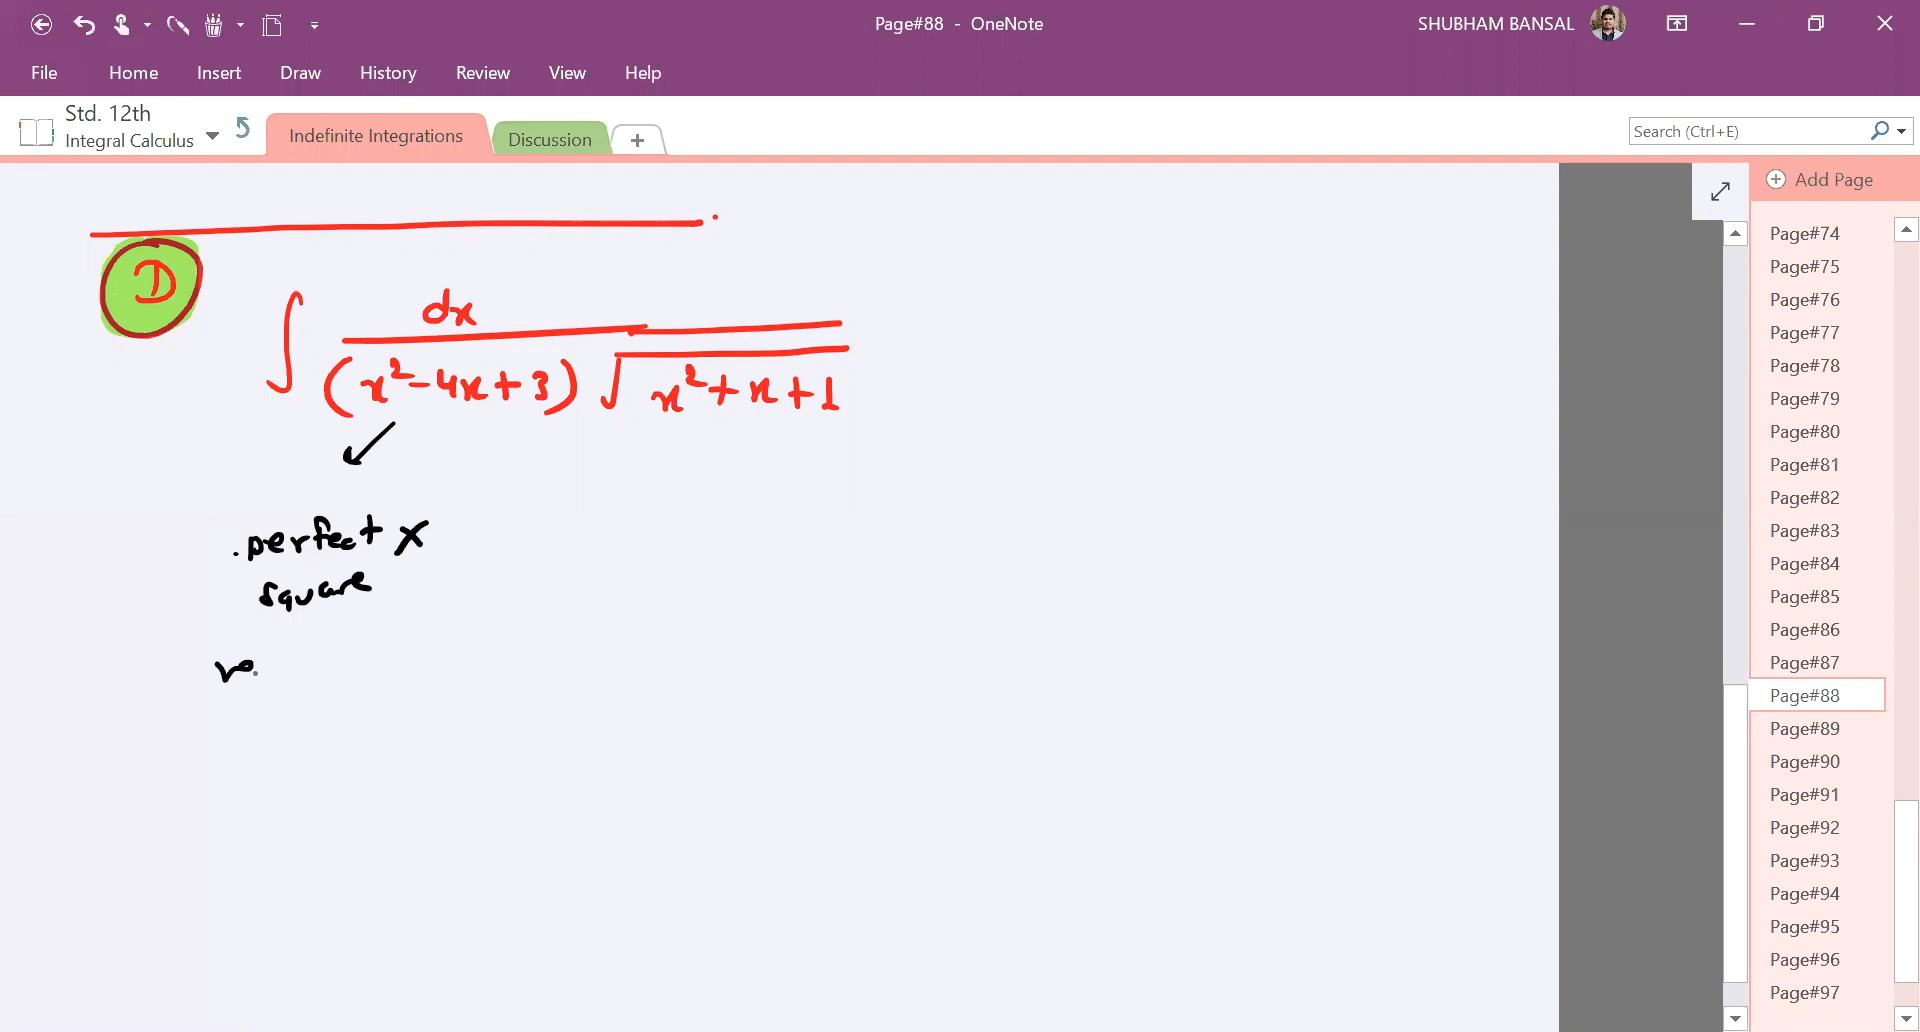 Page#88 - OneNote
SHUBHAM BANSAL
File Home Insert Draw History Review View Help
Std. 12th
Integral Calculus
Indefinite Integrations
Discussion
+
Search (Ctrl+E)
Add Page
D
∫ dx / (x² - 4x + 3) √(x² + x + 1)
.perfect ×
square
Page#74
Page#75
Page#76
Page#77
Page#78
Page#79
Page#80
Page#81
Page#82
Page#83
Page#84
Page#85
Page#86
Page#87
Page#88
Page#89
Page#90
Page#91
Page#92
Page#93
Page#94
Page#95
Page#96
Page#97